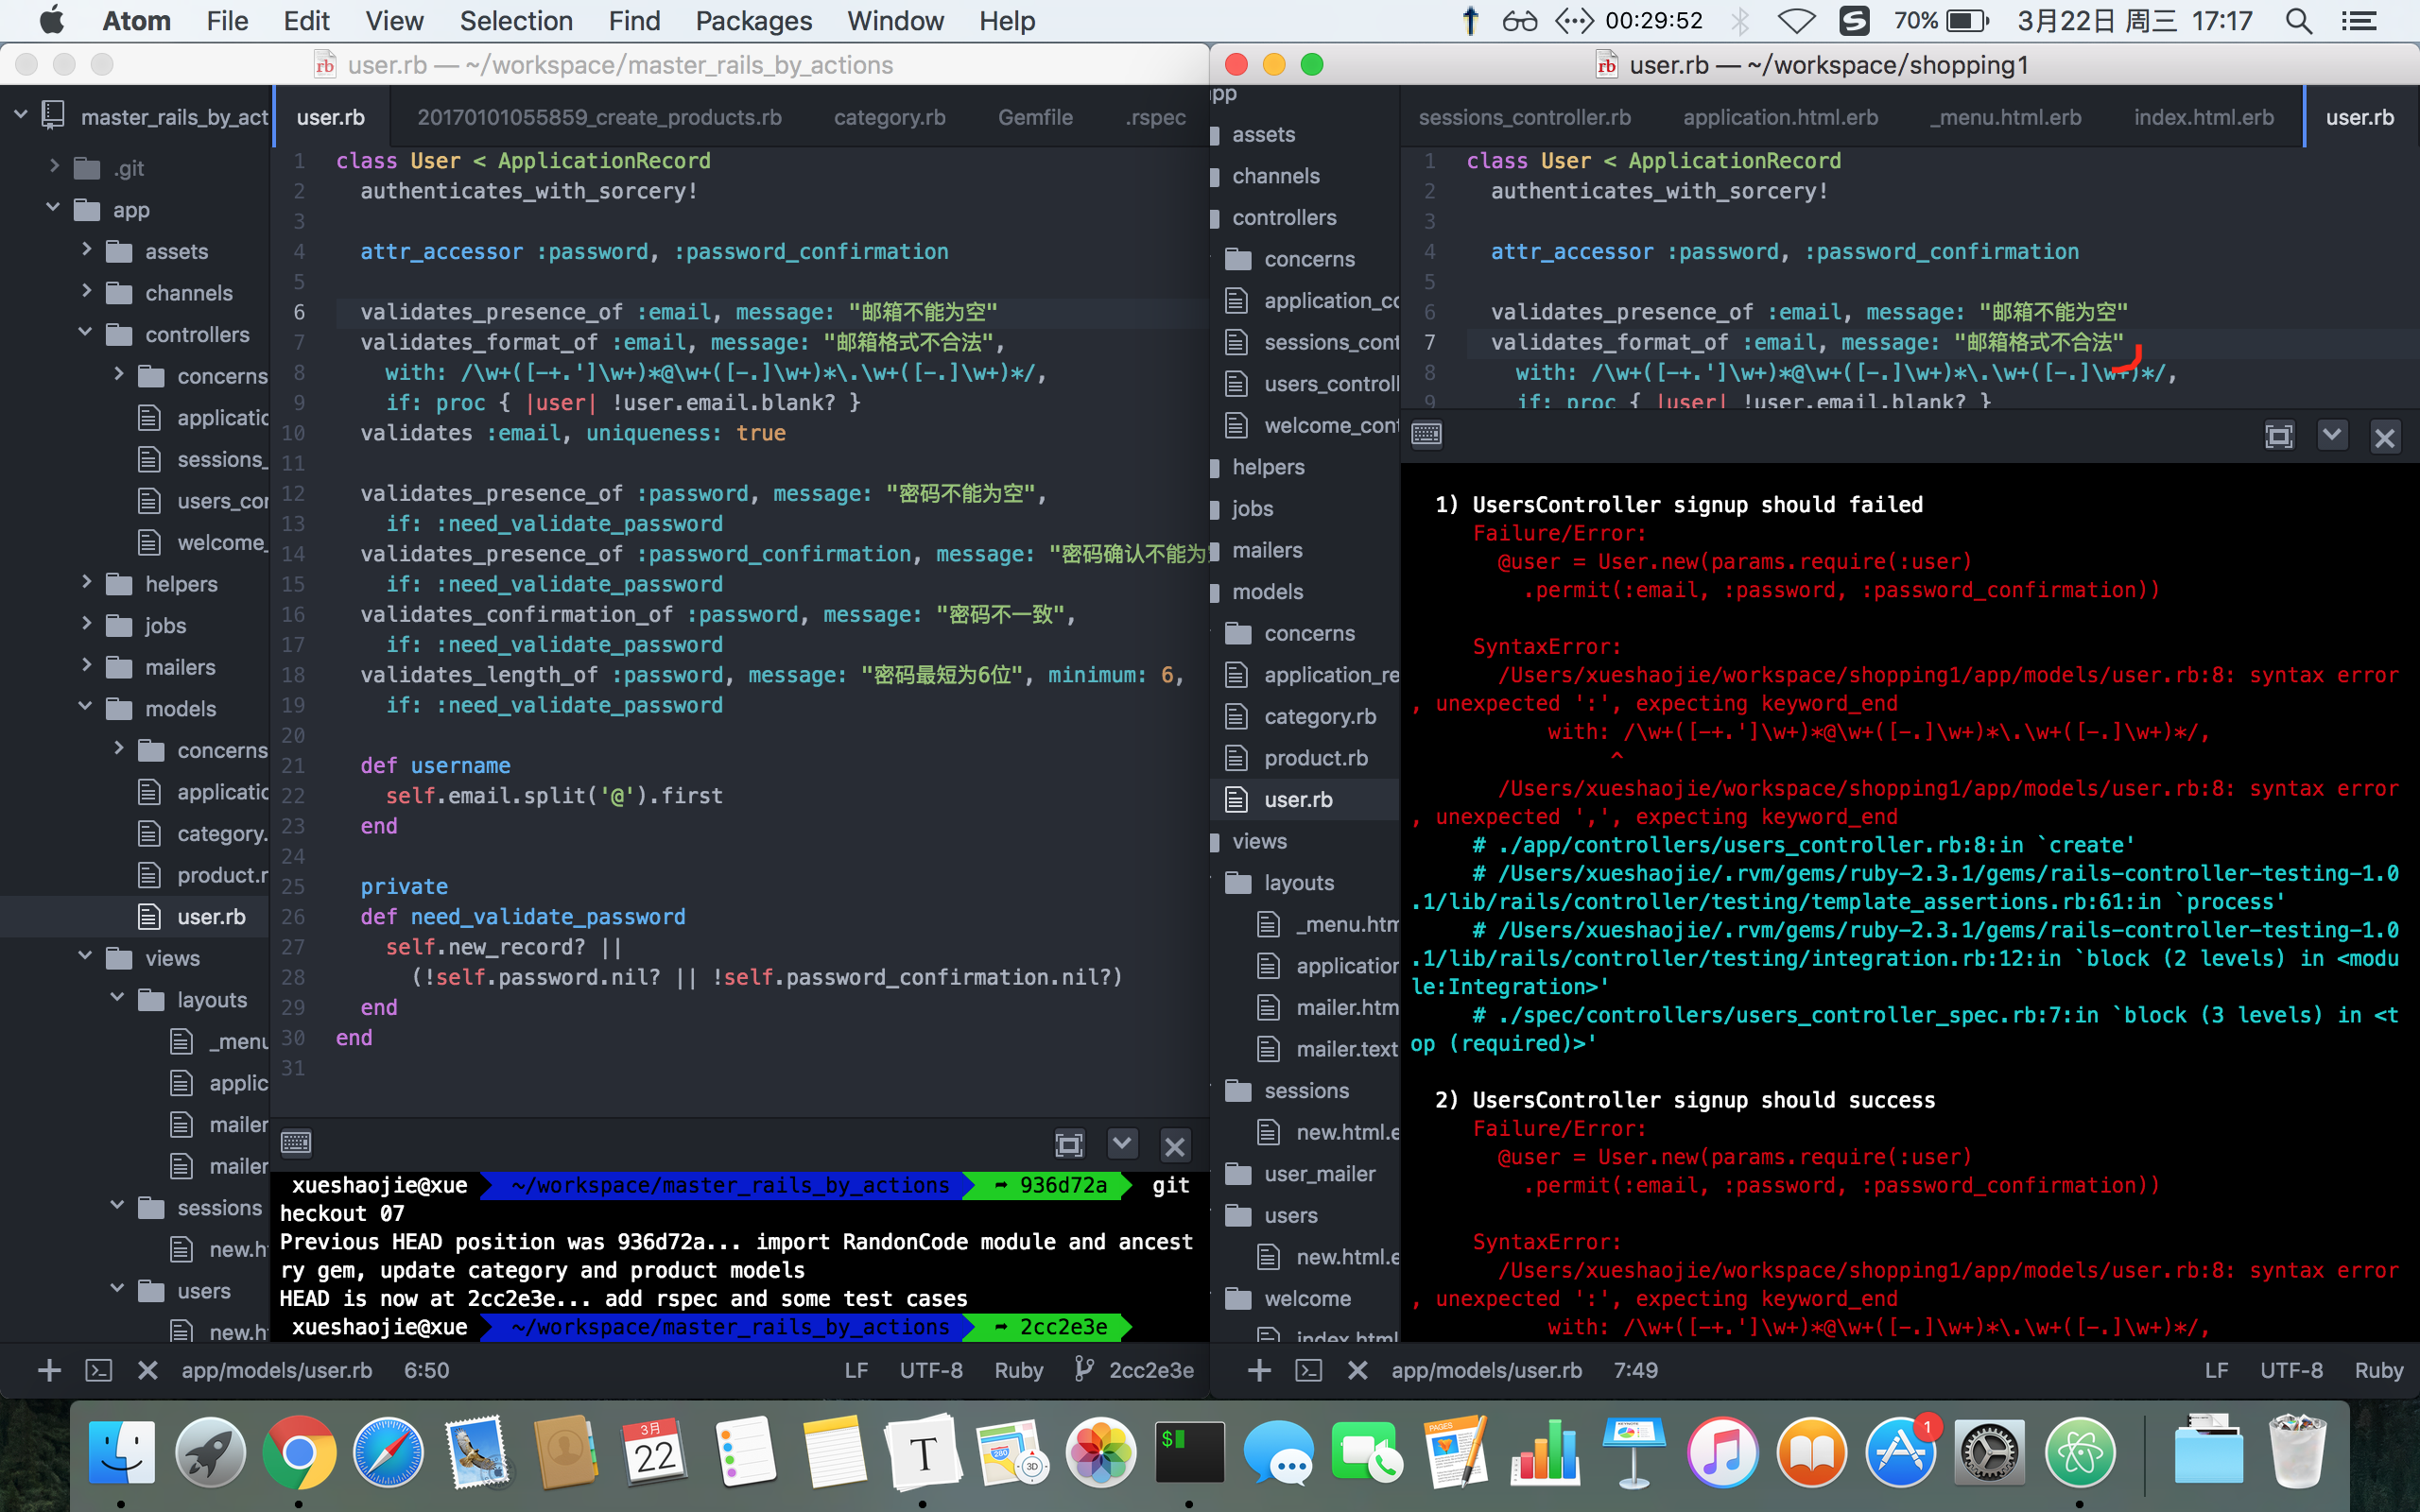 Atom File Edit View Selection Find Packages Window Help 00:29:52 70% 3月22日 周三 17:17
user.rb — ~/workspace/master_rails_by_actions
master_rails_by_act
.git
app
assets
channels
controllers
concerns
applicatic
sessions_
users_cor
welcome_
helpers
jobs
mailers
models
concerns
applicatic
category.
product.r
user.rb
views
layouts
_menu
applic
mailer
mailer
sessions
new.h
users
new.h
user.rb 20170101055859_create_products.rb category.rb Gemfile .rspec
1 class User < ApplicationRecord
2 authenticates_with_sorcery!
3
4 attr_accessor :password, :password_confirmation
5
6 validates_presence_of :email, message: "邮箱不能为空"
7 validates_format_of :email, message: "邮箱格式不合法",
8 with: /\w+([-+.']\w+)*@\w+([-.]\w+)*\.\w+([-.]\w+)*/,
9 if: proc { |user| !user.email.blank? }
10 validates :email, uniqueness: true
11
12 validates_presence_of :password, message: "密码不能为空",
13 if: :need_validate_password
14 validates_presence_of :password_confirmation, message: "密码确认不能为
15 if: :need_validate_password
16 validates_confirmation_of :password, message: "密码不一致",
17 if: :need_validate_password
18 validates_length_of :password, message: "密码最短为6位", minimum: 6,
19 if: :need_validate_password
20
21 def username
22 self.email.split('@').first
23 end
24
25 private
26 def need_validate_password
27 self.new_record? ||
28 (!self.password.nil? || !self.password_confirmation.nil?)
29 end
30 end
31
xueshaojie@xue ~/workspace/master_rails_by_actions ➦ 936d72a git
heckout 07
Previous HEAD position was 936d72a... import RandonCode module and ancest
ry gem, update category and product models
HEAD is now at 2cc2e3e... add rspec and some test cases
xueshaojie@xue ~/workspace/master_rails_by_actions ➦ 2cc2e3e
app/models/user.rb 6:50 LF UTF-8 Ruby 2cc2e3e
user.rb — ~/workspace/shopping1
pp
assets
channels
controllers
concerns
application_cc
sessions_cont
users_controll
welcome_cont
helpers
jobs
mailers
models
concerns
application_re
category.rb
product.rb
user.rb
views
layouts
_menu.htm
application
mailer.htm
mailer.text
sessions
new.html.e
user_mailer
users
new.html.e
welcome
index.html
sessions_controller.rb application.html.erb _menu.html.erb index.html.erb user.rb
1 class User < ApplicationRecord
2 authenticates_with_sorcery!
3
4 attr_accessor :password, :password_confirmation
5
6 validates_presence_of :email, message: "邮箱不能为空"
7 validates_format_of :email, message: "邮箱格式不合法"
8 with: /\w+([-+.']\w+)*@\w+([-.]\w+)*\.\w+([-.]\w+)*/,
9 if: proc { |user| !user.email.blank? }
1) UsersController signup should failed
Failure/Error:
@user = User.new(params.require(:user)
.permit(:email, :password, :password_confirmation))
SyntaxError:
/Users/xueshaojie/workspace/shopping1/app/models/user.rb:8: syntax error
, unexpected ':', expecting keyword_end
with: /\w+([-+.']\w+)*@\w+([-.]\w+)*\.\w+([-.]\w+)*/,
^
/Users/xueshaojie/workspace/shopping1/app/models/user.rb:8: syntax error
, unexpected ',', expecting keyword_end
# ./app/controllers/users_controller.rb:8:in `create'
# /Users/xueshaojie/.rvm/gems/ruby-2.3.1/gems/rails-controller-testing-1.0
.1/lib/rails/controller/testing/template_assertions.rb:61:in `process'
# /Users/xueshaojie/.rvm/gems/ruby-2.3.1/gems/rails-controller-testing-1.0
.1/lib/rails/controller/testing/integration.rb:12:in `block (2 levels) in <modu
le:Integration>'
# ./spec/controllers/users_controller_spec.rb:7:in `block (3 levels) in <t
op (required)>'
2) UsersController signup should success
Failure/Error:
@user = User.new(params.require(:user)
.permit(:email, :password, :password_confirmation))
SyntaxError:
/Users/xueshaojie/workspace/shopping1/app/models/user.rb:8: syntax error
, unexpected ':', expecting keyword_end
with: /\w+([-+.']\w+)*@\w+([-.]\w+)*\.\w+([-.]\w+)*/,
app/models/user.rb 7:49 LF UTF-8 Ruby
3月
22
T
280
3D
$
1